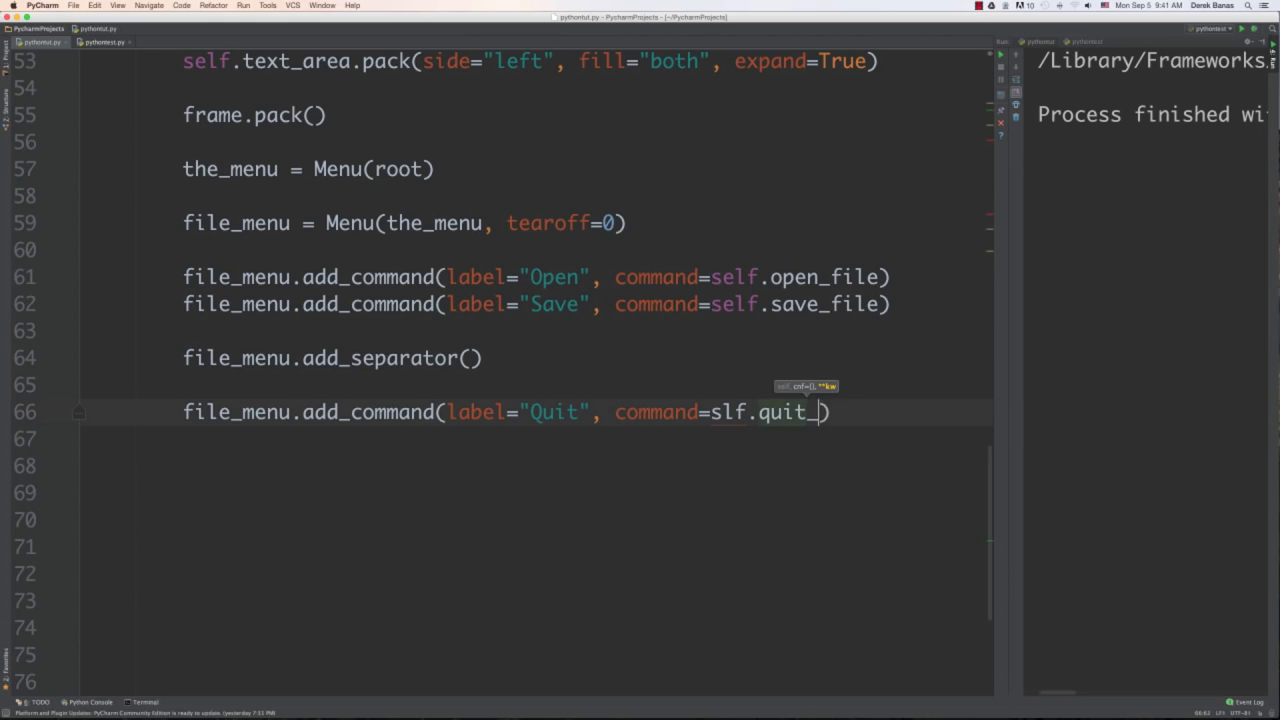 PyCharm File Edit View Navigate Code Refactor Run Tools VCS Window Help 10 Mon Sep 5 9:41 AM Derek Banas
pythontut.py - PycharmProjects - [~/PycharmProjects]
PycharmProjects pythontut.py pythontest
pythontut.py pythontest.py Run: pythontut pythontest
1: Project
53 self.text_area.pack(side="left", fill="both", expand=True)
/Library/Frameworks
54
55 frame.pack()
Process finished wi
56
57 the_menu = Menu(root)
58
59 file_menu = Menu(the_menu, tearoff=0)
60
61 file_menu.add_command(label="Open", command=self.open_file)
62 file_menu.add_command(label="Save", command=self.save_file)
63
64 file_menu.add_separator()
65
self, cnf={}, **kw
66 file_menu.add_command(label="Quit", command=slf.quit_)
67
68
69
70
71
72
73
74
75
76
Z: Structure
2: Favorites
6: TODO Python Console Terminal Event Log
Platform and Plugin Updates: PyCharm Community Edition is ready to update. (yesterday 7:51 PM) 66:62 LF‡ UTF-8‡